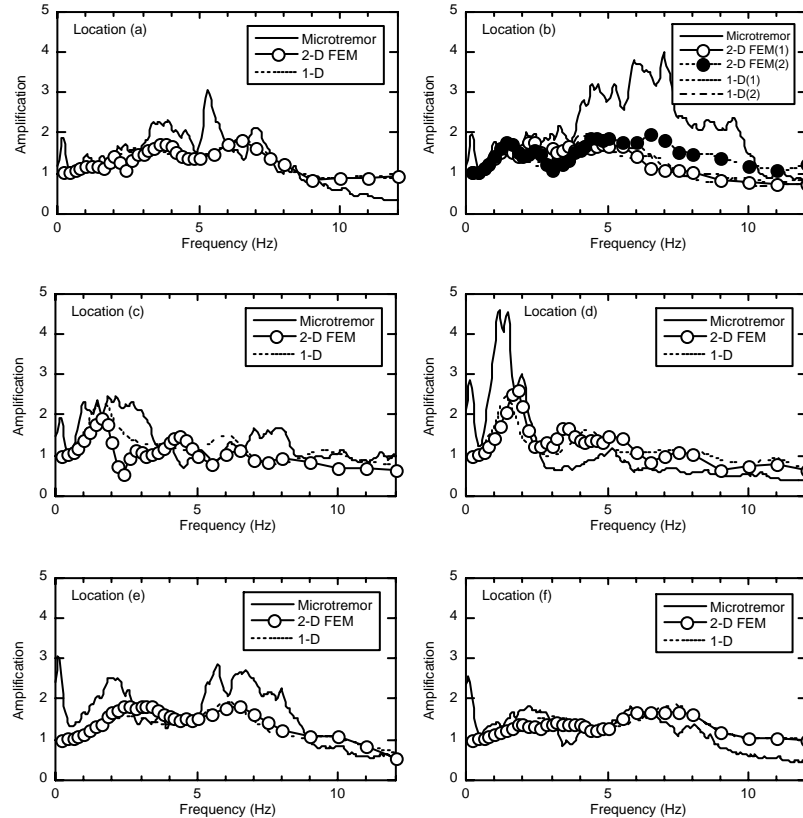 Location (a)
Microtremor
2-D FEM
1-D
5
4
3
2
1
0
Amplification
0
5
10
Frequency (Hz)
Location (b)
Microtremor
2-D FEM(1)
2-D FEM(2)
1-D(1)
1-D(2)
5
4
3
2
1
0
Amplification
0
5
10
Frequency (Hz)
Location (c)
Microtremor
2-D FEM
1-D
5
4
3
2
1
0
Amplification
0
5
10
Frequency (Hz)
Location (d)
Microtremor
2-D FEM
1-D
5
4
3
2
1
0
Amplification
0
5
10
Frequency (Hz)
Location (e)
Microtremor
2-D FEM
1-D
5
4
3
2
1
0
Amplification
0
5
10
Frequency (Hz)
Location (f)
Microtremor
2-D FEM
1-D
5
4
3
2
1
0
Amplification
0
5
10
Frequency (Hz)